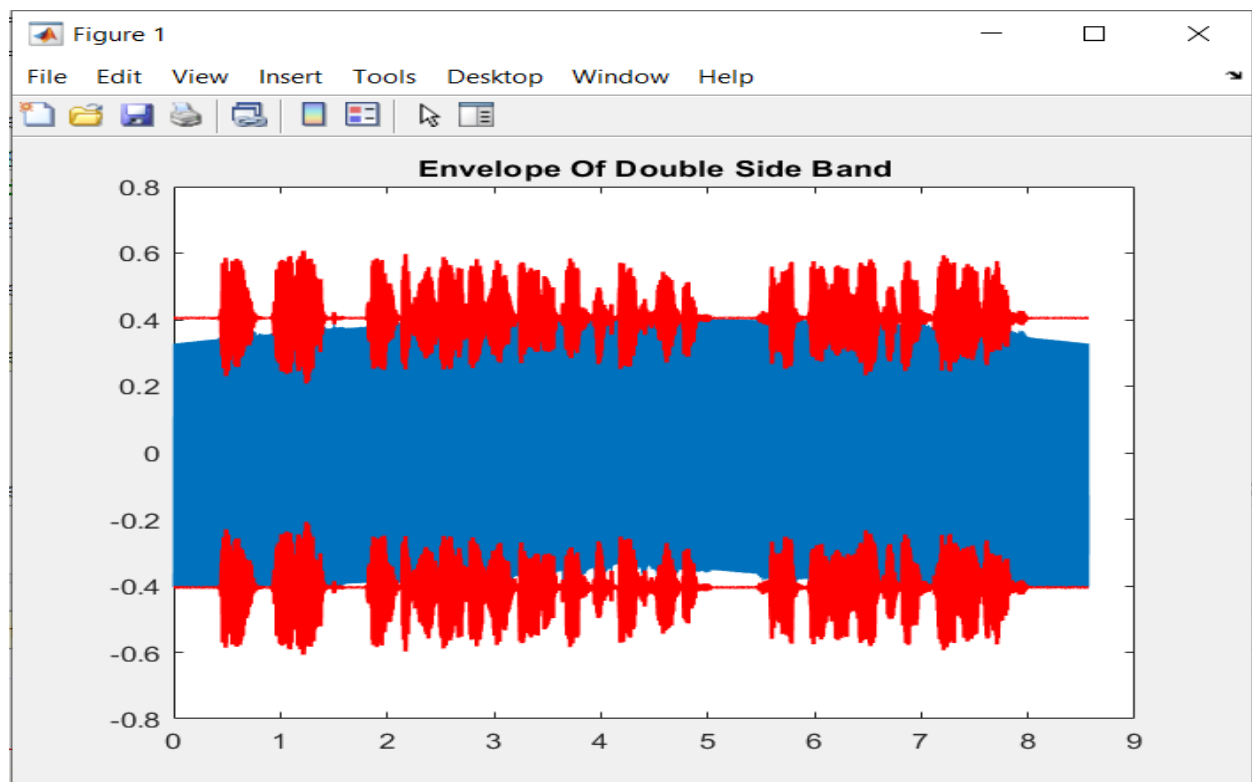 Figure 1
File Edit View Insert Tools Desktop Window Help
Envelope Of Double Side Band
0.8
0.6
0.4
0.2
0
-0.2
-0.4
-0.6
-0.8
0 1 2 3 4 5 6 7 8 9